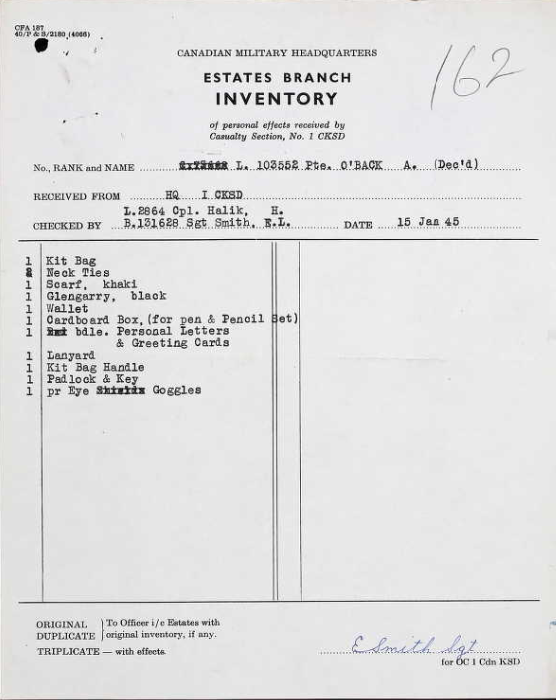 CFA 187
40/P & S/2180 (4066)
162
CANADIAN MILITARY HEADQUARTERS
ESTATES BRANCH
INVENTORY
of personal effects received by
Casualty Section, No. 1 CKSD
No., RANK and NAME L. 103552 Pte. O'BACK A. (Dec'd)
RECEIVED FROM HQ I CKSD
L.2864 Cpl. Halik, H.
CHECKED BY B.131628 Sgt Smith, E.L. DATE 15 Jan 45
1 Kit Bag
Neck Ties
1 Scarf, khaki
1 Glengarry, black
1 Wallet
1 Cardboard Box, (for pen & Pencil Set)
1 bdle. Personal Letters
& Greeting Cards
1 Lanyard
1 Kit Bag Handle
1 Padlock & Key
1 pr Eye Goggles
ORIGINAL } To Officer i/c Estates with
DUPLICATE } original inventory, if any.
TRIPLICATE — with effects.
E Smith Sgt
for OC 1 Cdn KSD